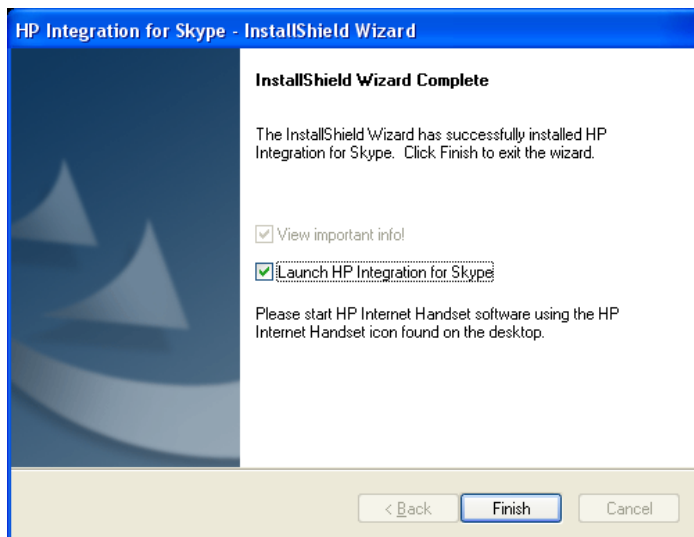 HP Integration for Skype - InstallShield Wizard
InstallShield Wizard Complete
The InstallShield Wizard has successfully installed HP
Integration for Skype.  Click Finish to exit the wizard.
View important info!
Launch HP Integration for Skype
Please start HP Internet Handset software using the HP
Internet Handset icon found on the desktop.
< Back
Finish
Cancel